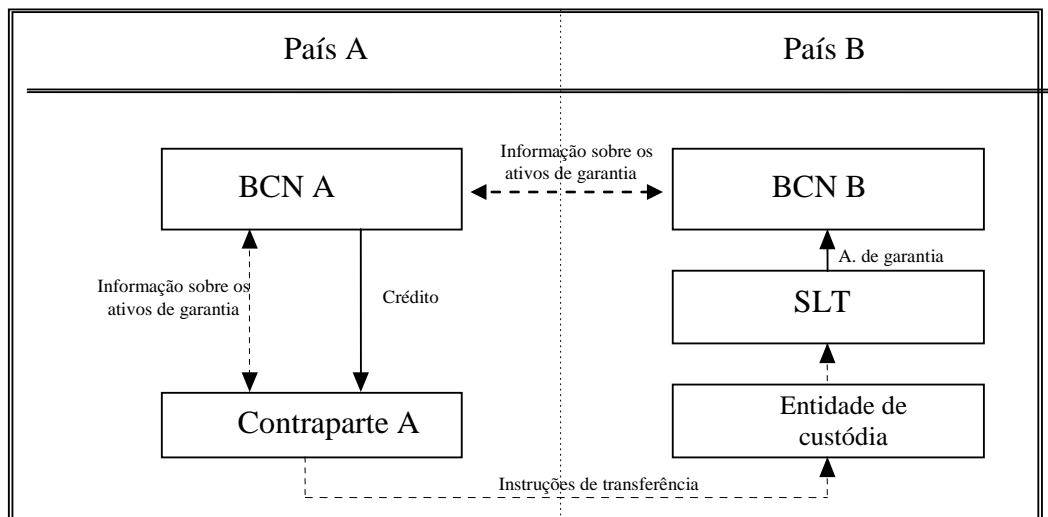 País A
País B
Informação sobre os
ativos de garantia
BCN A
BCN B
A. de garantia
Informação sobre os
ativos de garantia
Crédito
SLT
Contraparte A
Entidade de
custódia
Instruções de transferência